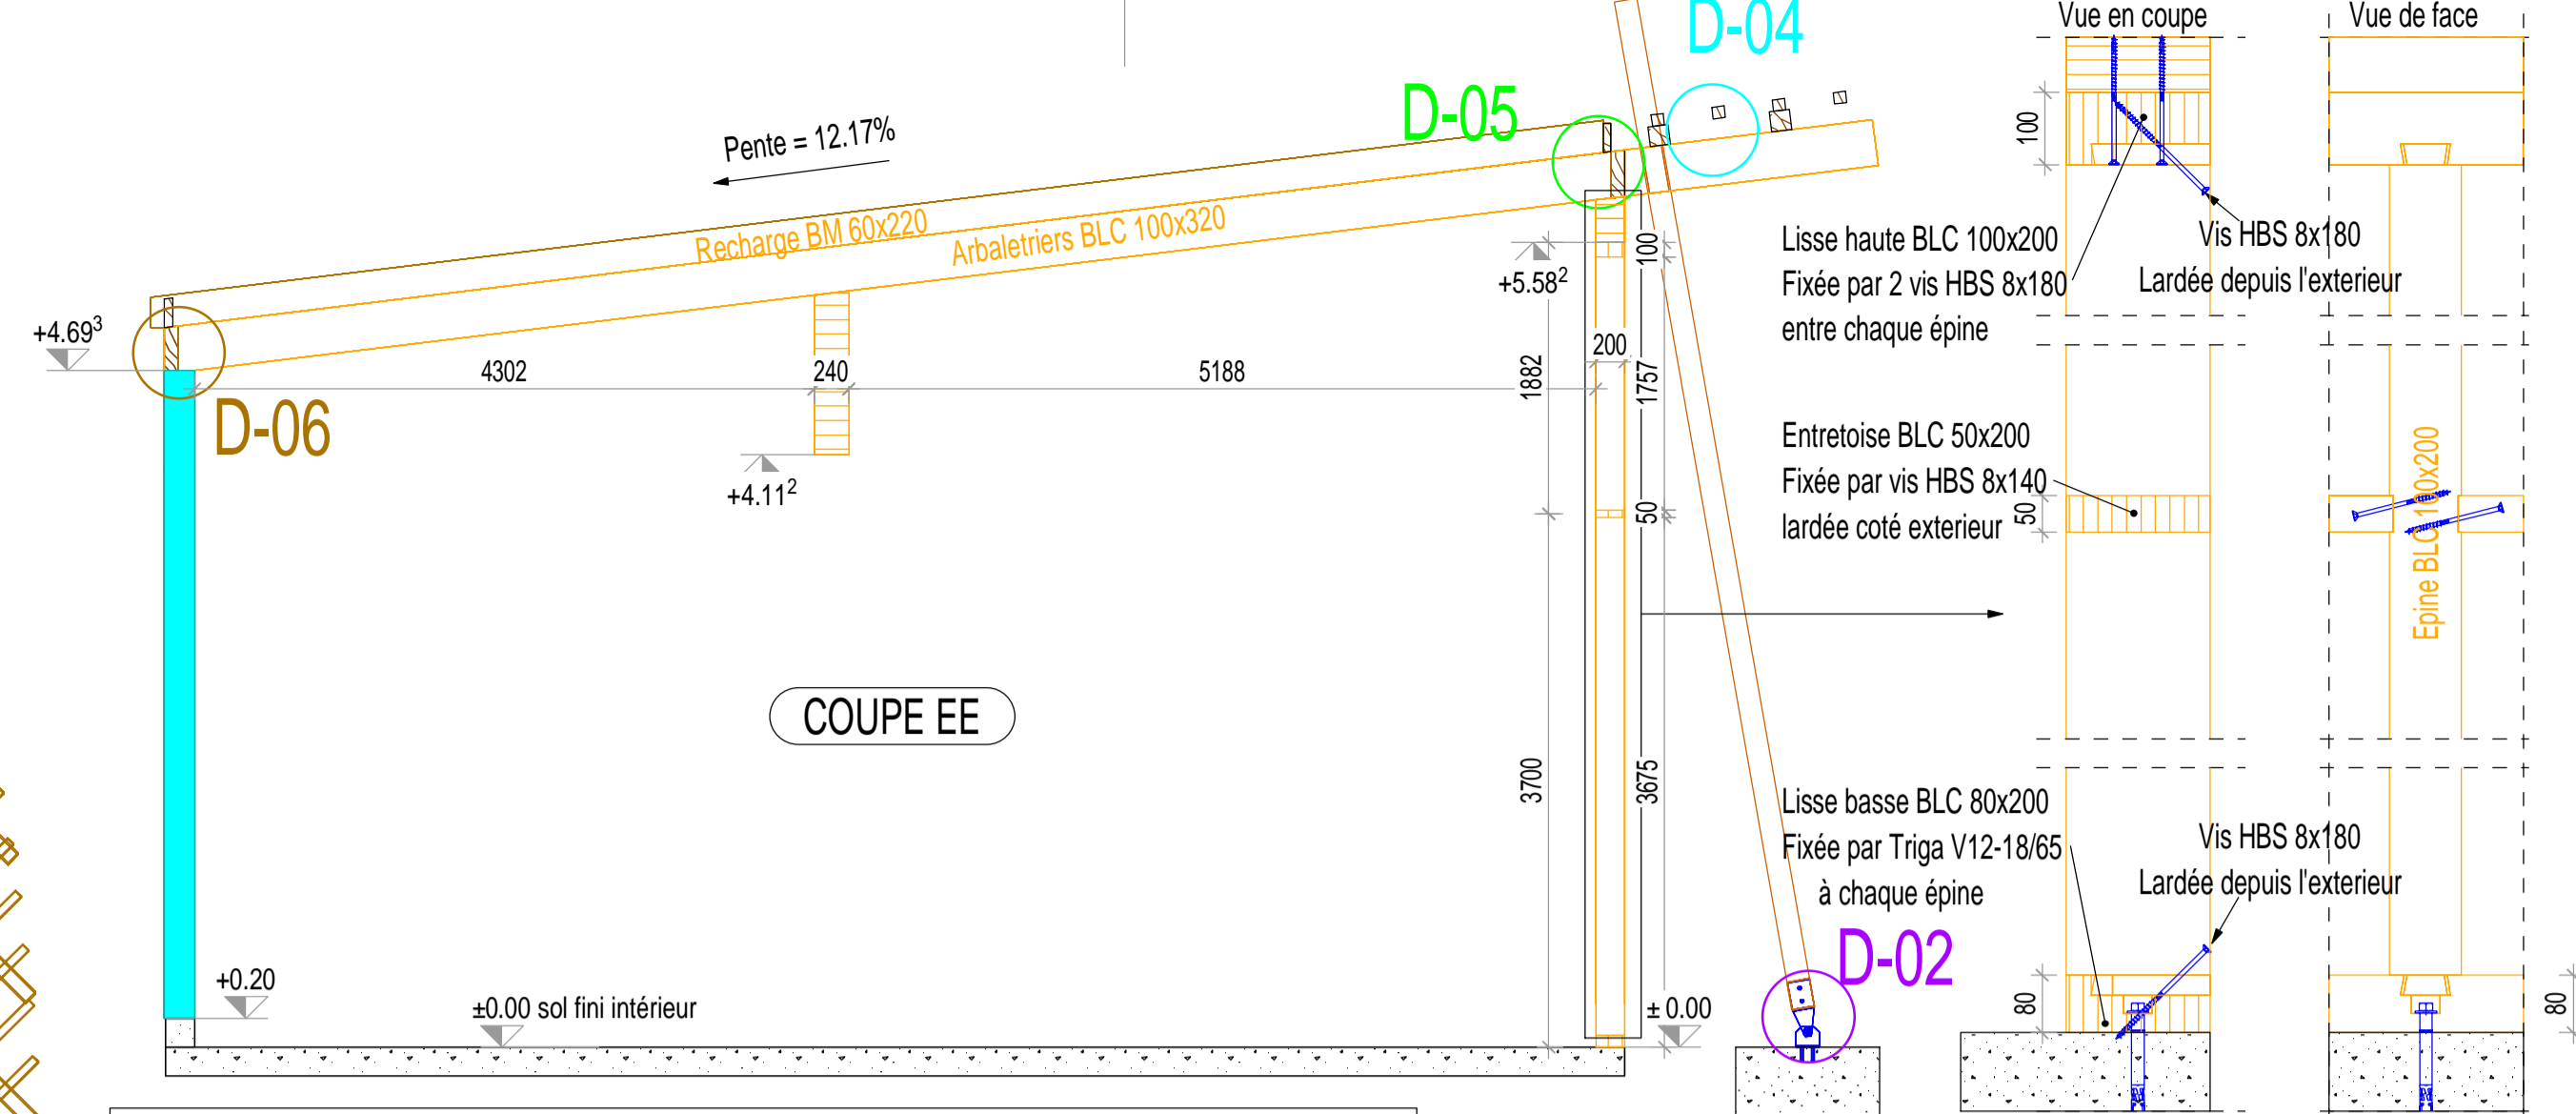 D-04
Vue en coupe
Vue de face
D-05
Pente = 12.17%
100
Recharge BM 60x220
Arbaletriers BLC 100x320
Lisse haute BLC 100x200
Fixée par 2 vis HBS 8x180
entre chaque épine
Vis HBS 8x180
Lardée depuis l'exterieur
100
+5.58²
+4.69³
4302
240
5188
1882
200
1757
D-06
+4.11²
50
Entretoise BLC 50x200
Fixée par vis HBS 8x140
lardée coté exterieur
50
Epine BLC 100x200
COUPE EE
3700
3675
Lisse basse BLC 80x200
Fixée par Triga V12-18/65
à chaque épine
Vis HBS 8x180
Lardée depuis l'exterieur
D-02
+0.20
±0.00 sol fini intérieur
± 0.00
80
80